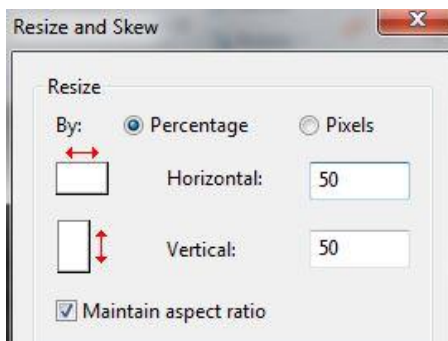 Resize and Skew
Resize
By: Percentage Pixels
Horizontal: 50
Vertical: 50
Maintain aspect ratio